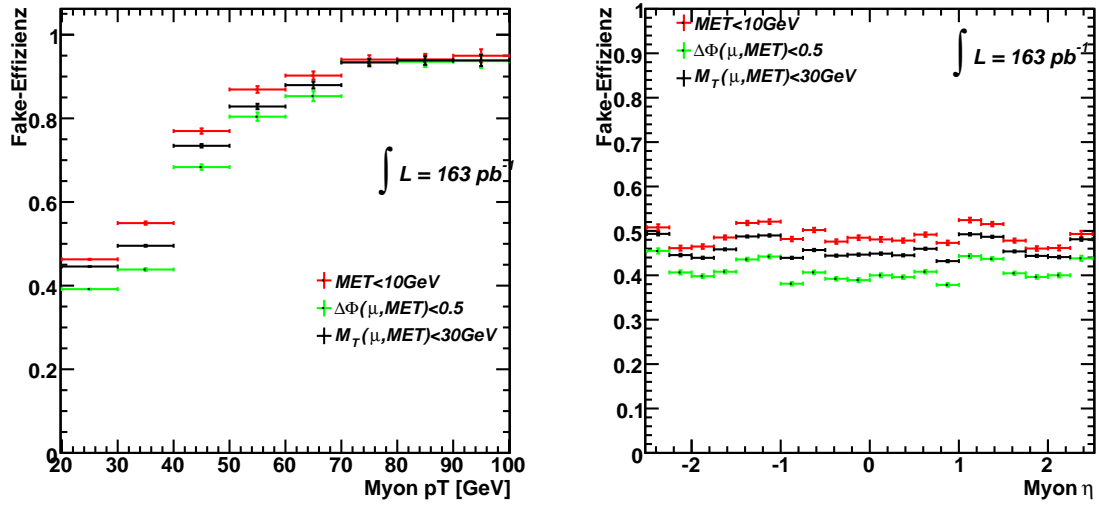 Fake-Effizienz
1
0.8
0.6
0.4
0.2
0
∫ L = 163 pb⁻¹
MET<10GeV
ΔΦ(μ,MET)<0.5
M_T(μ,MET)<30GeV
20 30 40 50 60 70 80 90 100
Myon pT [GeV]
Fake-Effizienz
1
0.9
0.8
0.7
0.6
0.5
0.4
0.3
0.2
0.1
0
MET<10GeV
ΔΦ(μ,MET)<0.5
M_T(μ,MET)<30GeV
∫ L = 163 pb⁻¹
-2 -1 0 1 2
Myon η